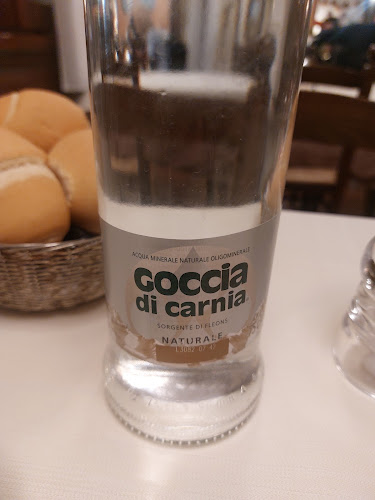 ACQUA MINERALE NATURALE OLIGOMINERALE
GOCCIA
di carnia
SORGENTE DI FLEONS
NATURALE